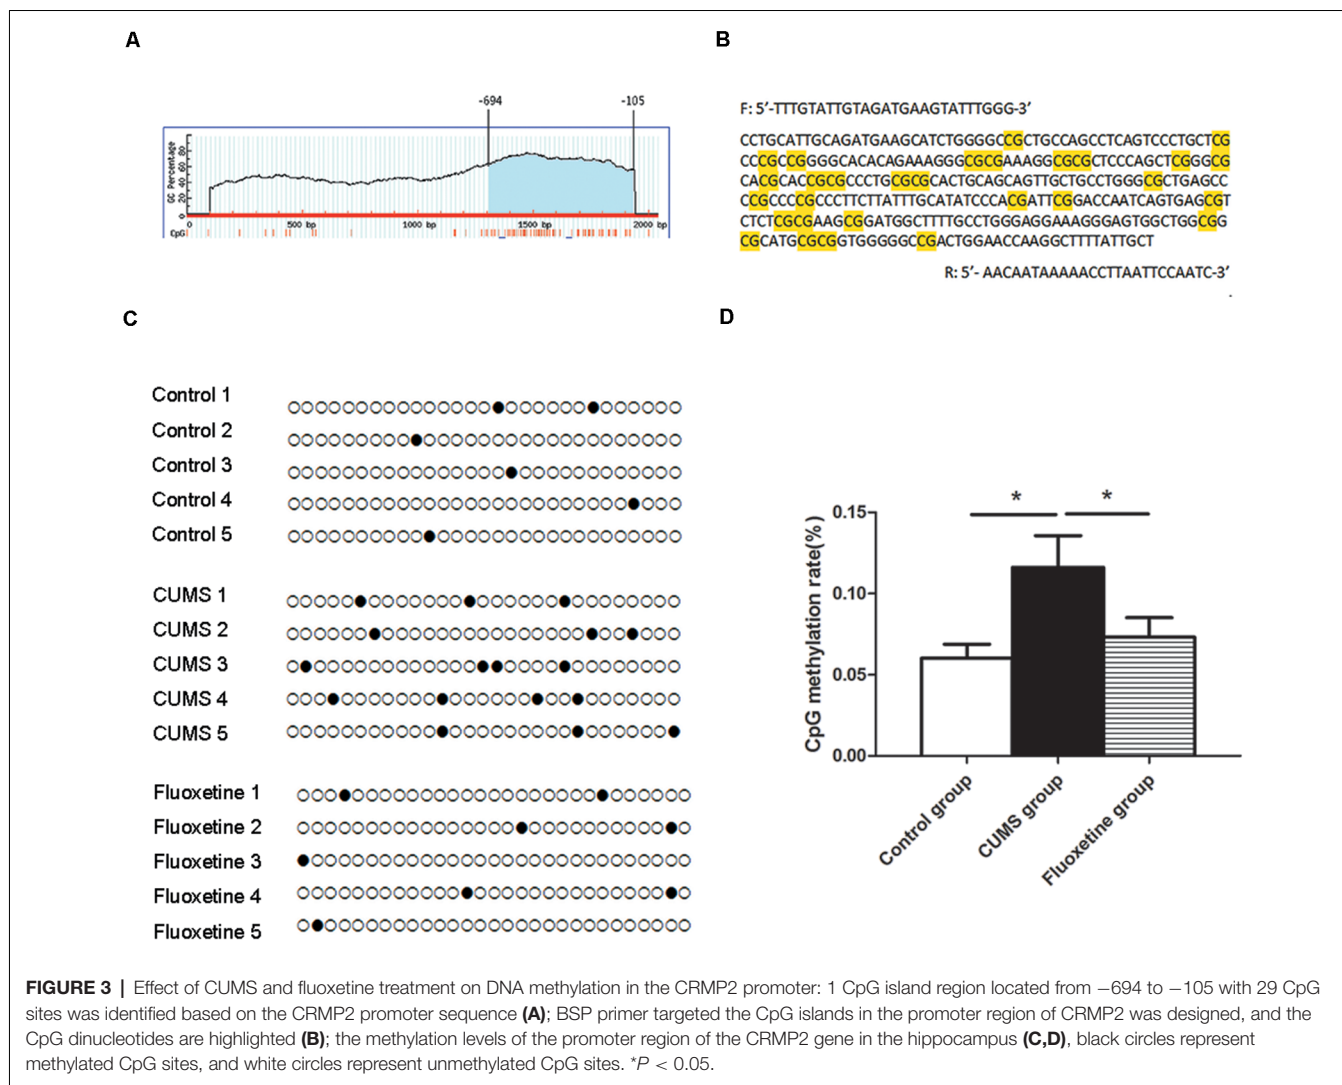 A
-694
-105
GC Percentage
0 20 40 60 80
CpG
500 bp
1000 bp
1500 bp
2000 bp
B
F: 5’-TTTGTATTGTAGATGAAGTATTTGGG-3’
CCTGCATTGCAGATGAAGCATCTGGGGCCGCTGCCAGCCTCAGTCCCTGCTCG
CCCGCCGGGGCACACAGAAAGGGCGCGAAAGGCGCGCTCCCAGCTCGGGCG
CACGCACCGCGCCCTGCGCGCACTGCAGCAGTTGCTGCCTGGGCGCTGAGCC
CCGCCCCGCCCTTCTTATTTGCATATCCCACGATTCGGACCAATCAGTGAGCGT
CTCTCGCGAAGCGGATGGCTTTTGCCTGGGAGGAAAGGGAGTGGCTGGCGG
CGCATGCGCGGTGGGGGCCGACTGGAACCAAGGCTTTTATTGCT
R: 5’- AACAATAAAAACCTTAATTCCAATC-3’
C
Control 1
Control 2
Control 3
Control 4
Control 5
CUMS 1
CUMS 2
CUMS 3
CUMS 4
CUMS 5
Fluoxetine 1
Fluoxetine 2
Fluoxetine 3
Fluoxetine 4
Fluoxetine 5
D
CpG methylation rate(%)
0.15
0.10
0.05
0.00
* *
Control group
CUMS group
Fluoxetine group
FIGURE 3 | Effect of CUMS and fluoxetine treatment on DNA methylation in the CRMP2 promoter: 1 CpG island region located from −694 to −105 with 29 CpG
sites was identified based on the CRMP2 promoter sequence (A); BSP primer targeted the CpG islands in the promoter region of CRMP2 was designed, and the
CpG dinucleotides are highlighted (B); the methylation levels of the promoter region of the CRMP2 gene in the hippocampus (C,D), black circles represent
methylated CpG sites, and white circles represent unmethylated CpG sites. *P < 0.05.